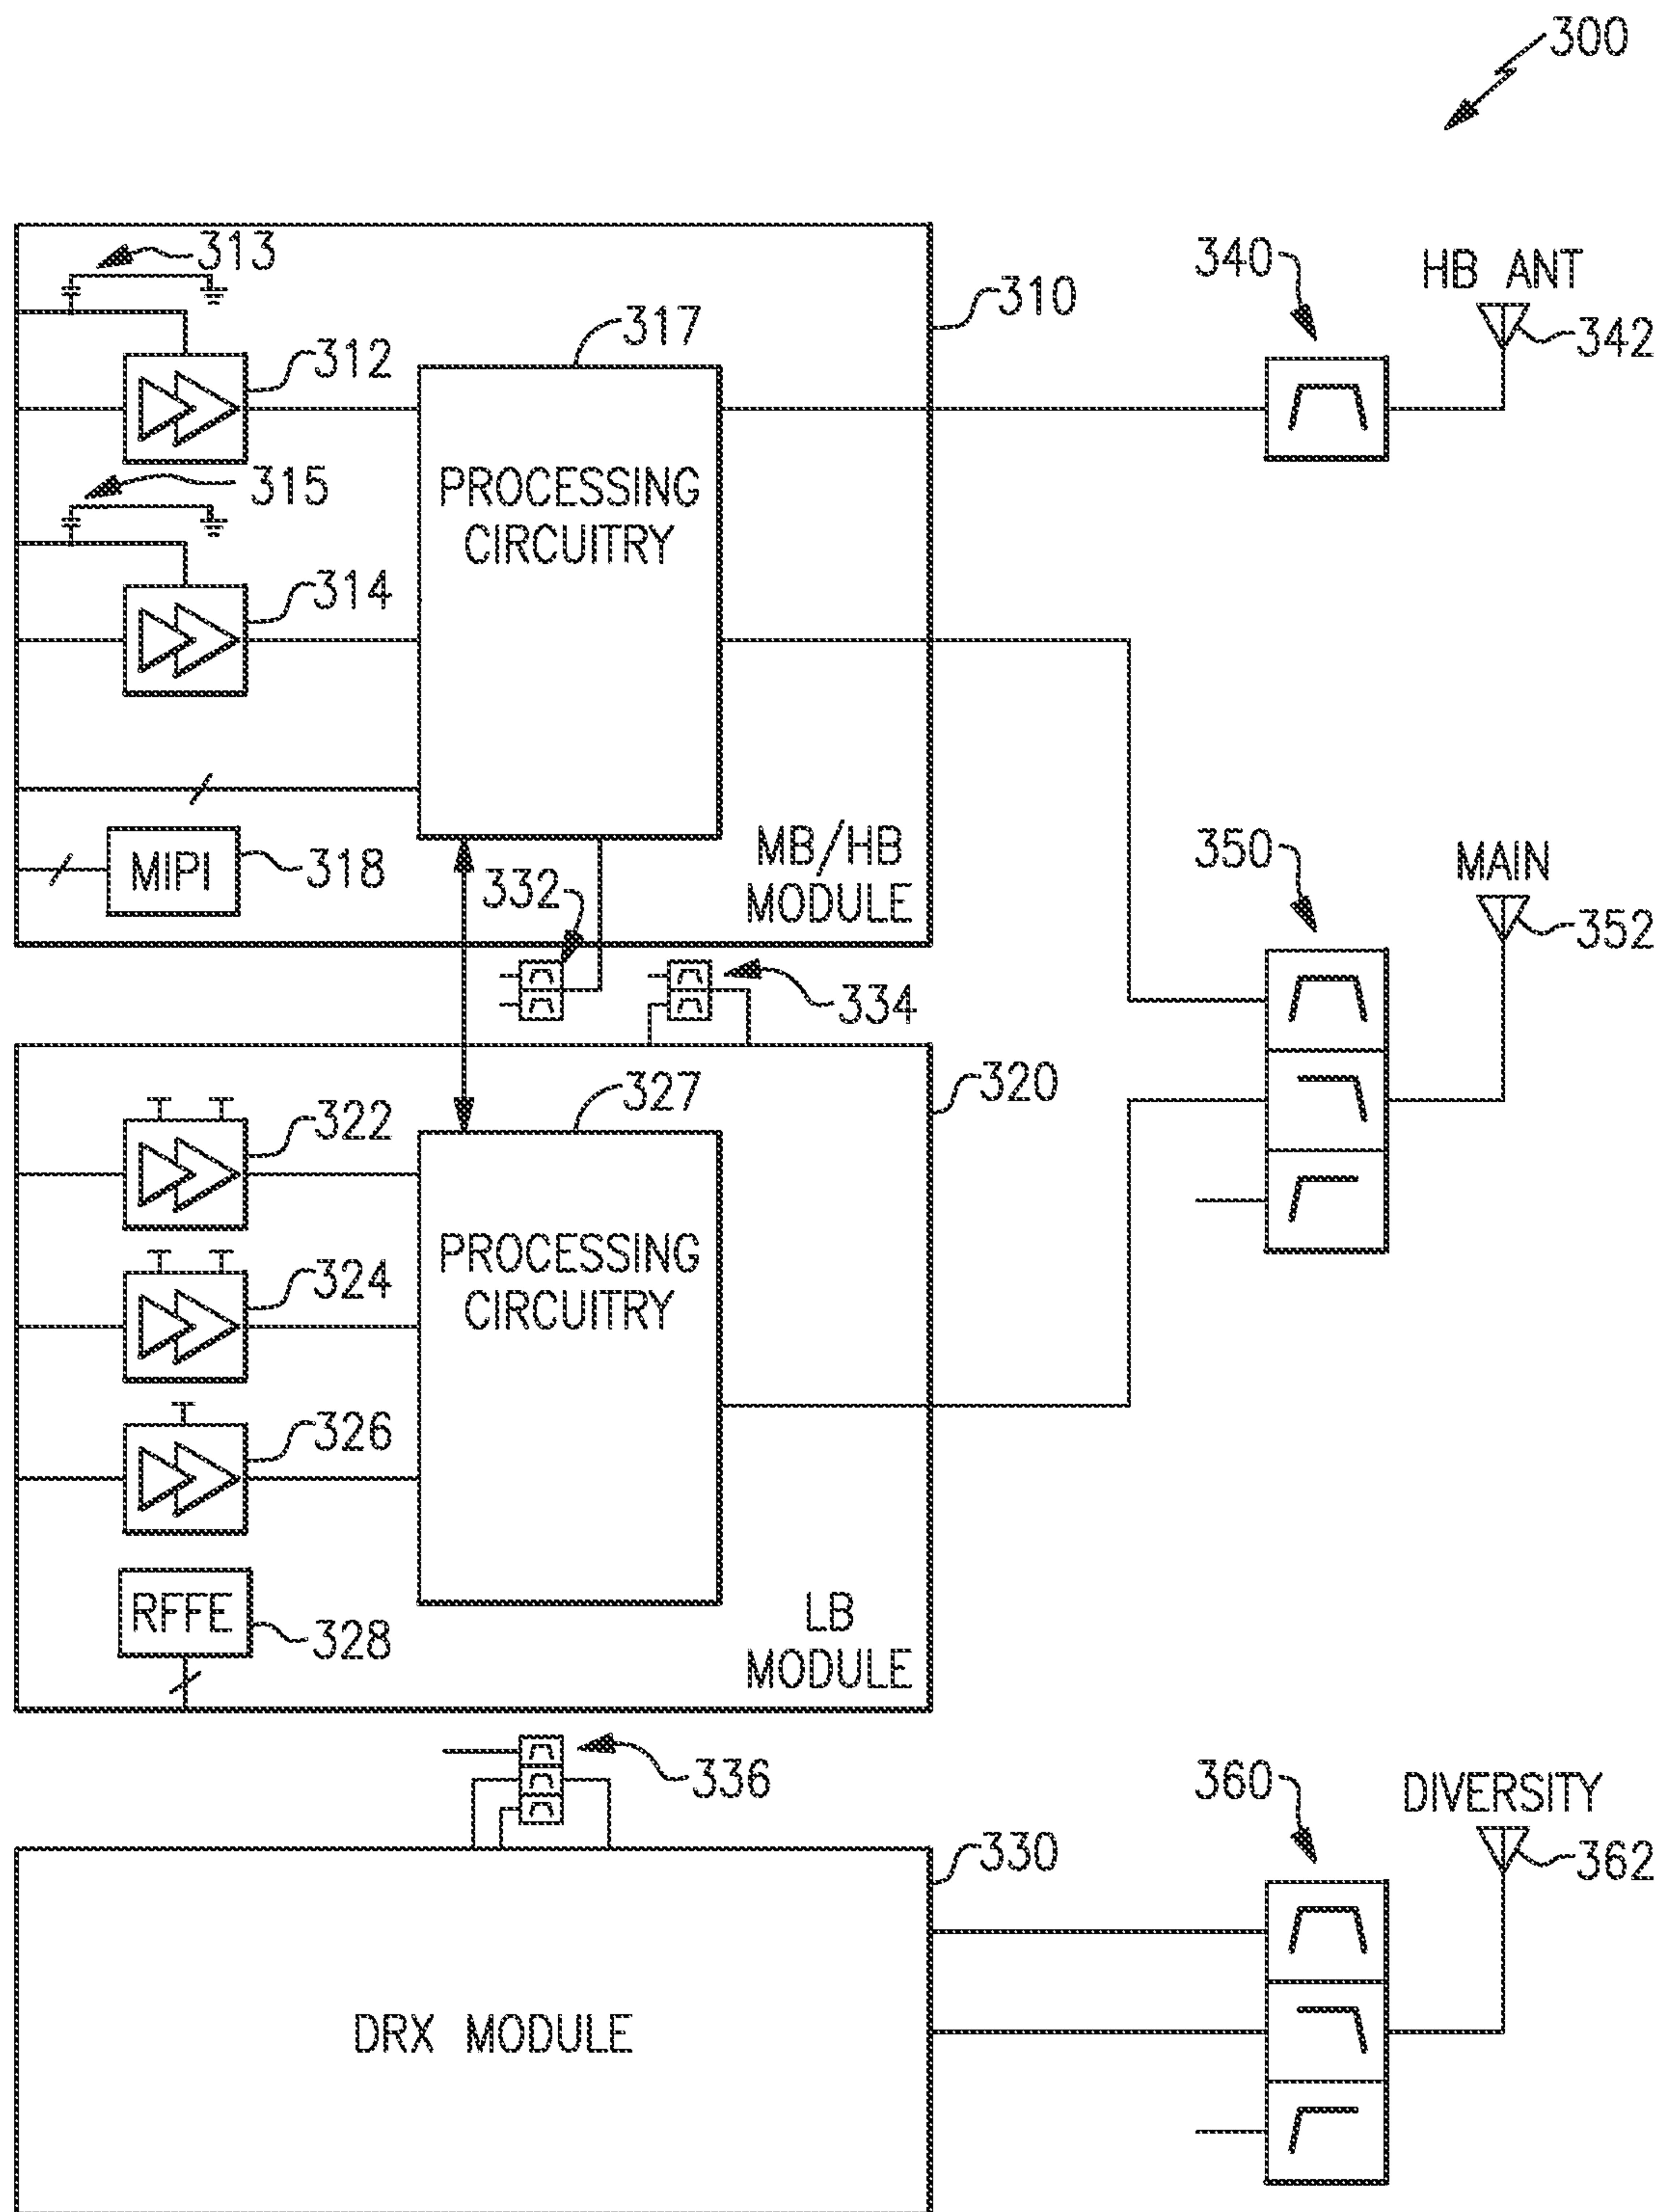 300
313
310
340
HB ANT
342
312
317
315
PROCESSING
CIRCUITRY
314
MIPI
318
332
MB/HB
MODULE
350
MAIN
352
334
320
322
327
324
PROCESSING
CIRCUITRY
326
RFFE
328
LB
MODULE
336
360
DIVERSITY
362
330
DRX MODULE